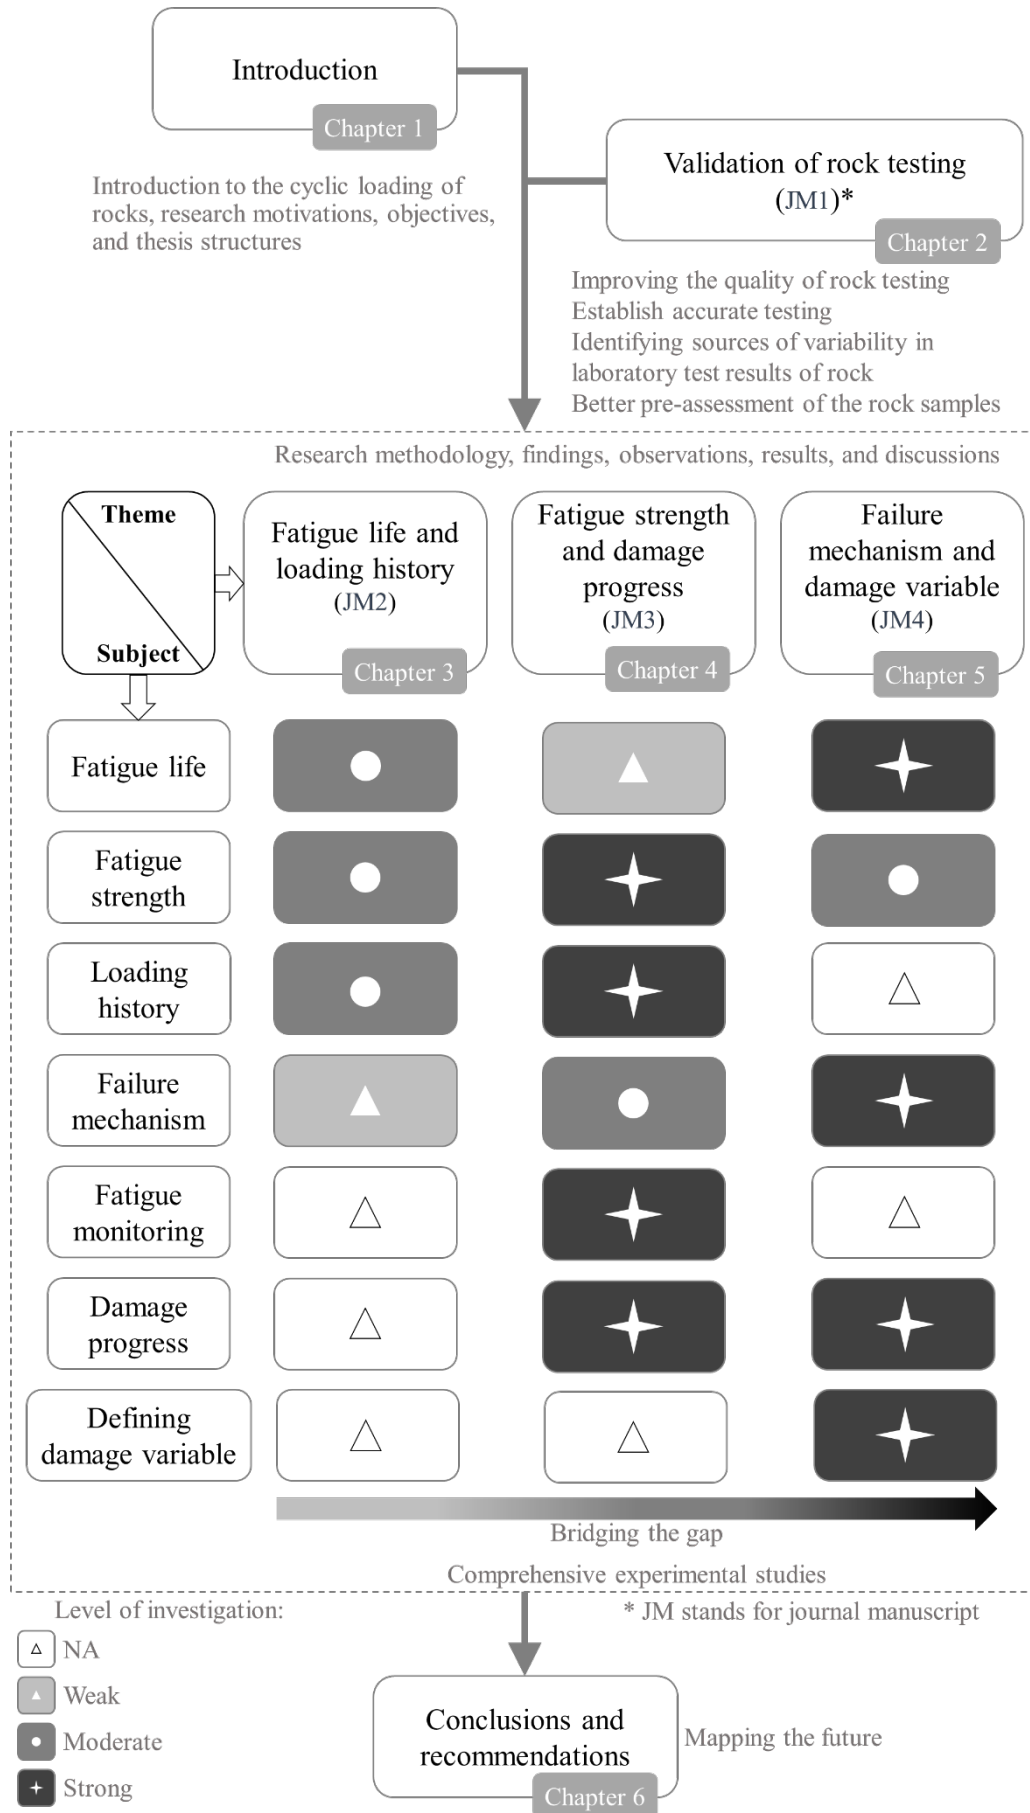 Introduction
Chapter 1
Introduction to the cyclic loading of
rocks, research motivations, objectives,
and thesis structures
Validation of rock testing
(JM1)*
Chapter 2
Improving the quality of rock testing
Establish accurate testing
Identifying sources of variability in
laboratory test results of rock
Better pre-assessment of the rock samples
Research methodology, findings, observations, results, and discussions
Theme
Subject
Fatigue life and
loading history
(JM2)
Chapter 3
Fatigue strength
and damage
progress
(JM3)
Chapter 4
Failure
mechanism and
damage variable
(JM4)
Chapter 5
Fatigue life
Fatigue
strength
Loading
history
Failure
mechanism
Fatigue
monitoring
Damage
progress
Defining
damage variable
Bridging the gap
Comprehensive experimental studies
Level of investigation:
NA
Weak
Moderate
Strong
* JM stands for journal manuscript
Conclusions and
recommendations
Chapter 6
Mapping the future